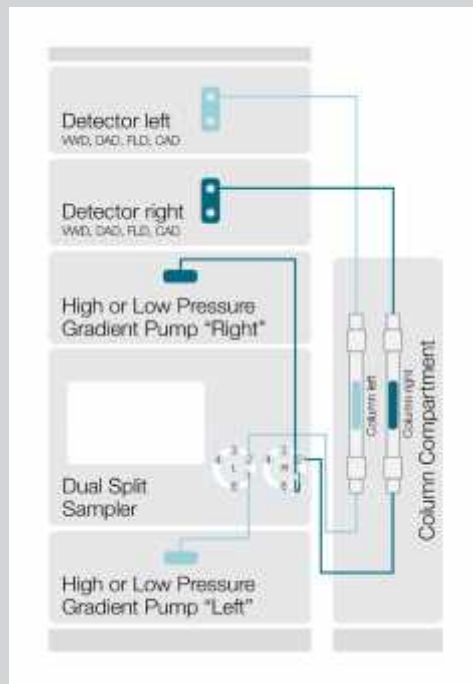 Detector left
VWD, DAD, FLD, CAD
Detector right
VWD, DAD, FLD, CAD
High or Low Pressure
Gradient Pump "Right"
Column left
Column right
Column Compartment
Dual Split
Sampler
L
High or Low Pressure
Gradient Pump "Left"